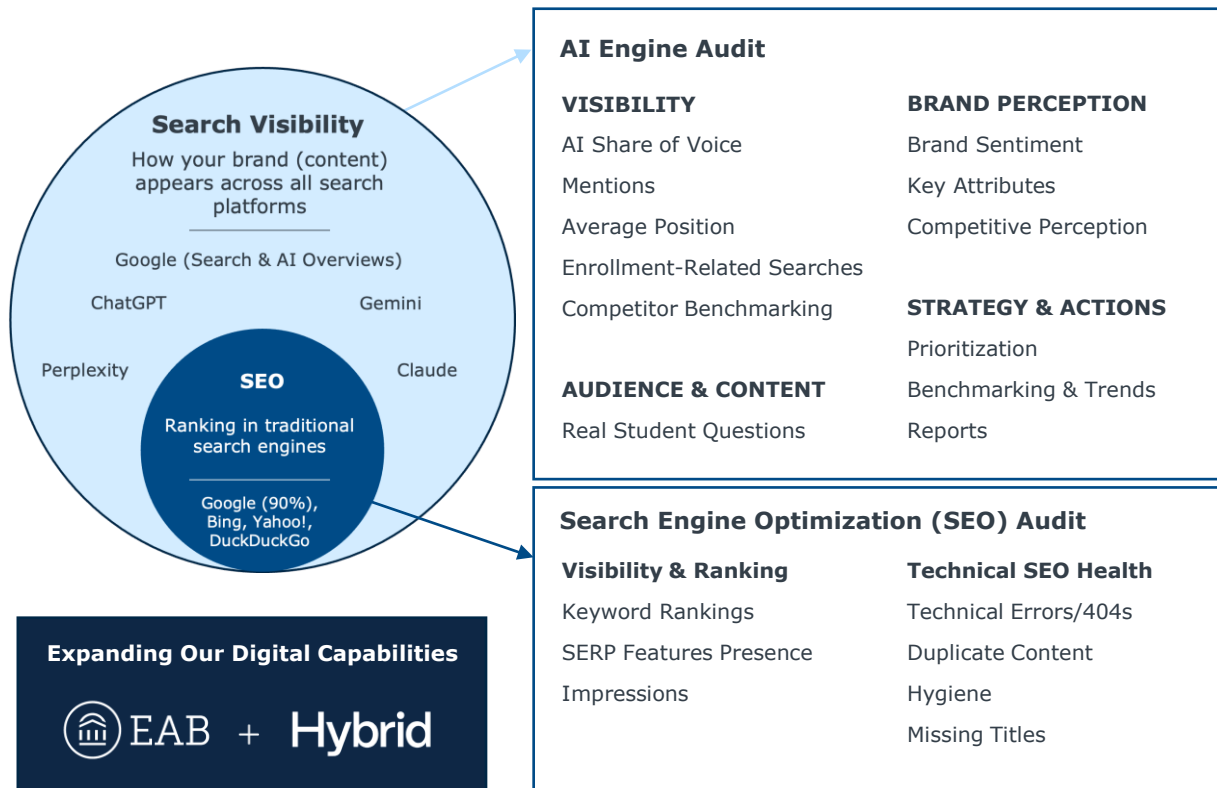 Search Visibility
How your brand (content)
appears across all search
platforms
Google (Search & AI Overviews)
ChatGPT
Gemini
Perplexity
Claude
SEO
Ranking in traditional
search engines
Google (90%),
Bing, Yahoo!,
DuckDuckGo
Expanding Our Digital Capabilities
EAB + Hybrid
AI Engine Audit
VISIBILITY
AI Share of Voice
Mentions
Average Position
Enrollment-Related Searches
Competitor Benchmarking
AUDIENCE & CONTENT
Real Student Questions
BRAND PERCEPTION
Brand Sentiment
Key Attributes
Competitive Perception
STRATEGY & ACTIONS
Prioritization
Benchmarking & Trends
Reports
Search Engine Optimization (SEO) Audit
Visibility & Ranking
Keyword Rankings
SERP Features Presence
Impressions
Technical SEO Health
Technical Errors/404s
Duplicate Content
Hygiene
Missing Titles